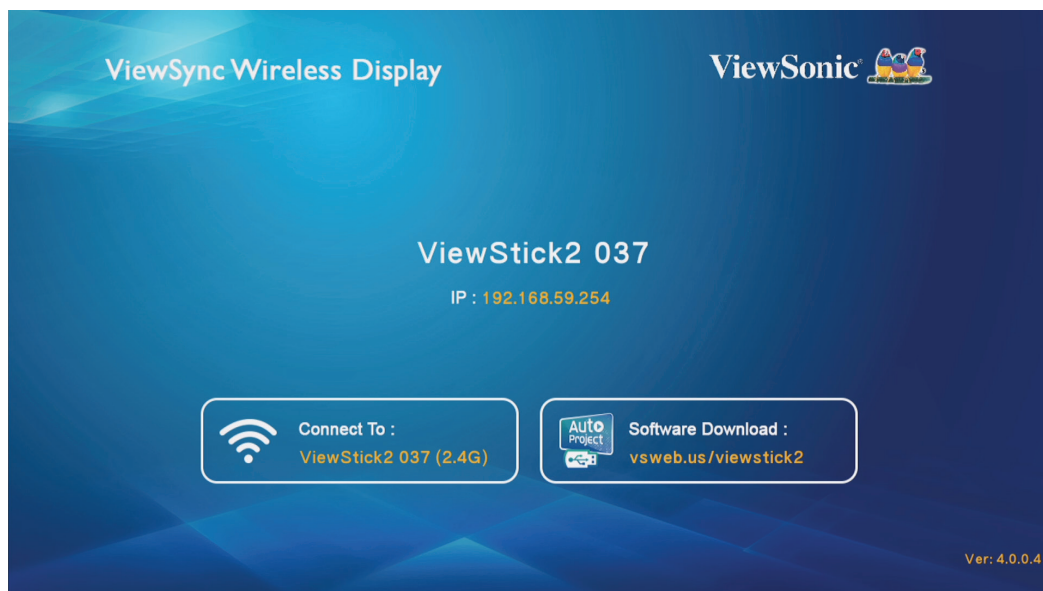 ViewSync Wireless Display
ViewSonic®
ViewStick2 037
IP : 192.168.59.254
Connect To :
ViewStick2 037 (2.4G)
Auto
Project
Software Download :
vsweb.us/viewstick2
Ver: 4.0.0.4